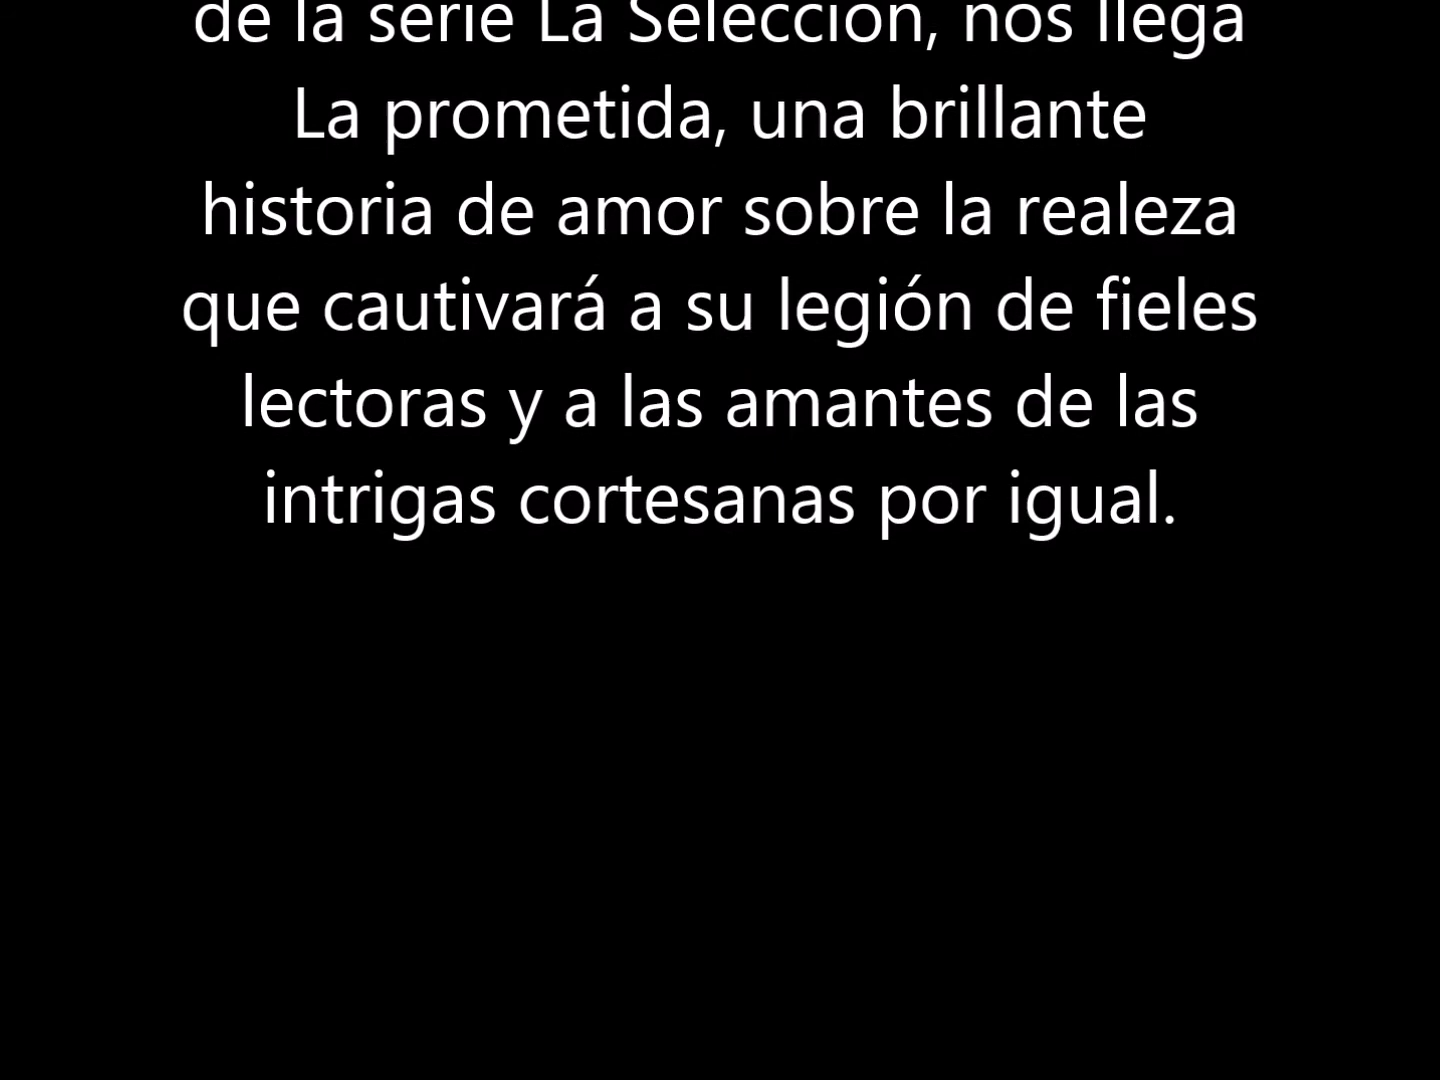 de la serie La Selección, nos llega
La prometida, una brillante
historia de amor sobre la realeza
que cautivará a su legión de fieles
lectoras y a las amantes de las
intrigas cortesanas por igual.